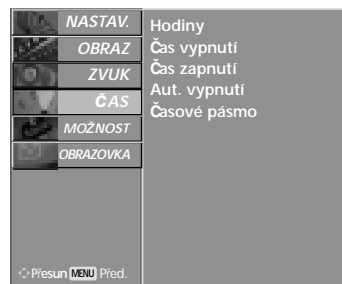 NASTAV.
OBRAZ
ZVUK
ČAS
MOŽNOST
OBRAZOVKA
Přesun MENU Před.
Hodiny
Čas vypnutí
Čas zapnutí
Aut. vypnutí
Časové pásmo